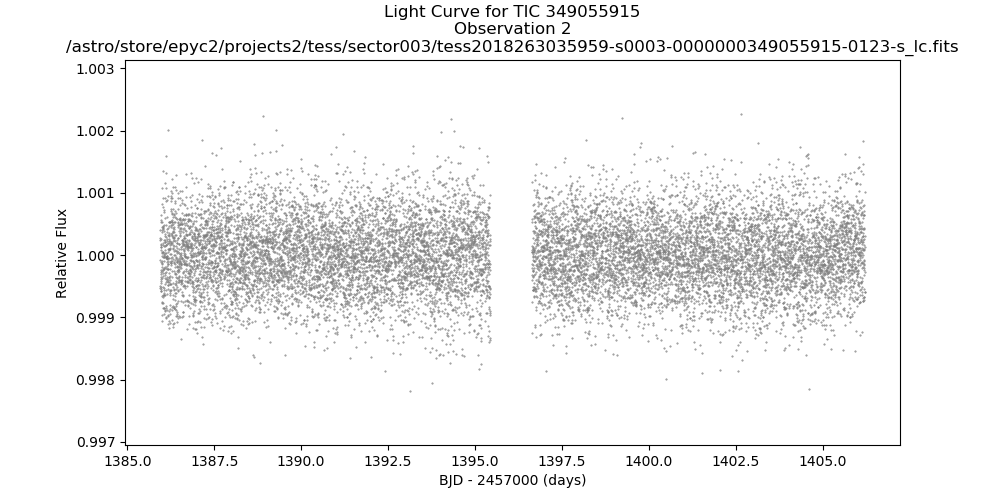 Light Curve for TIC 349055915
Observation 2
/astro/store/epyc2/projects2/tess/sector003/tess2018263035959-s0003-0000000349055915-0123-s_lc.fits
1.003
1.002
1.001
1.000
0.999
0.998
0.997
Relative Flux
1385.0 1387.5 1390.0 1392.5 1395.0 1397.5 1400.0 1402.5 1405.0
BJD - 2457000 (days)